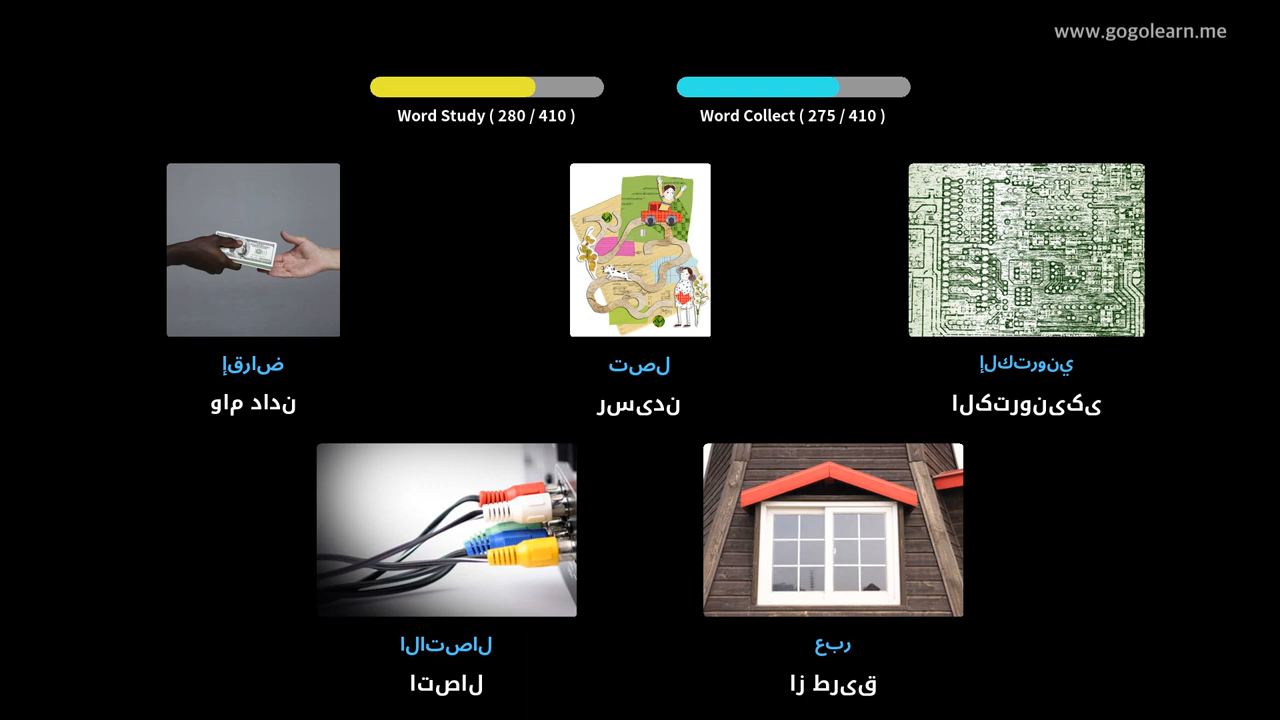 www.gogolearn.me
Word Study ( 280 / 410 )
Word Collect ( 275 / 410 )
إقراض
وام دادن
تصل
رسیدن
إلكتروني
الکترونیکی
الاتصال
اتصال
عبر
از طریق